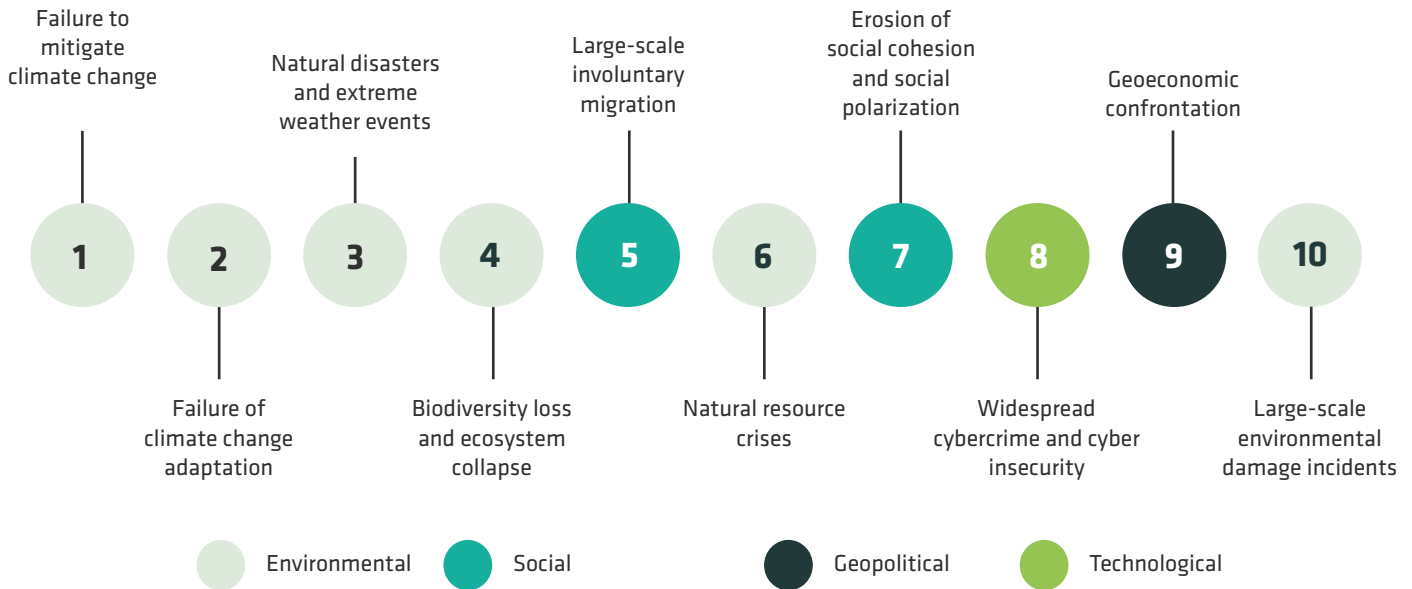 Failure to
mitigate
climate change
Natural disasters
and extreme
weather events
Large-scale
involuntary
migration
Erosion of
social cohesion
and social
polarization
Geoeconomic
confrontation
1
2
3
4
5
6
7
8
9
10
Failure of
climate change
adaptation
Biodiversity loss
and ecosystem
collapse
Natural resource
crises
Widespread
cybercrime and cyber
insecurity
Large-scale
environmental
damage incidents
Environmental
Social
Geopolitical
Technological